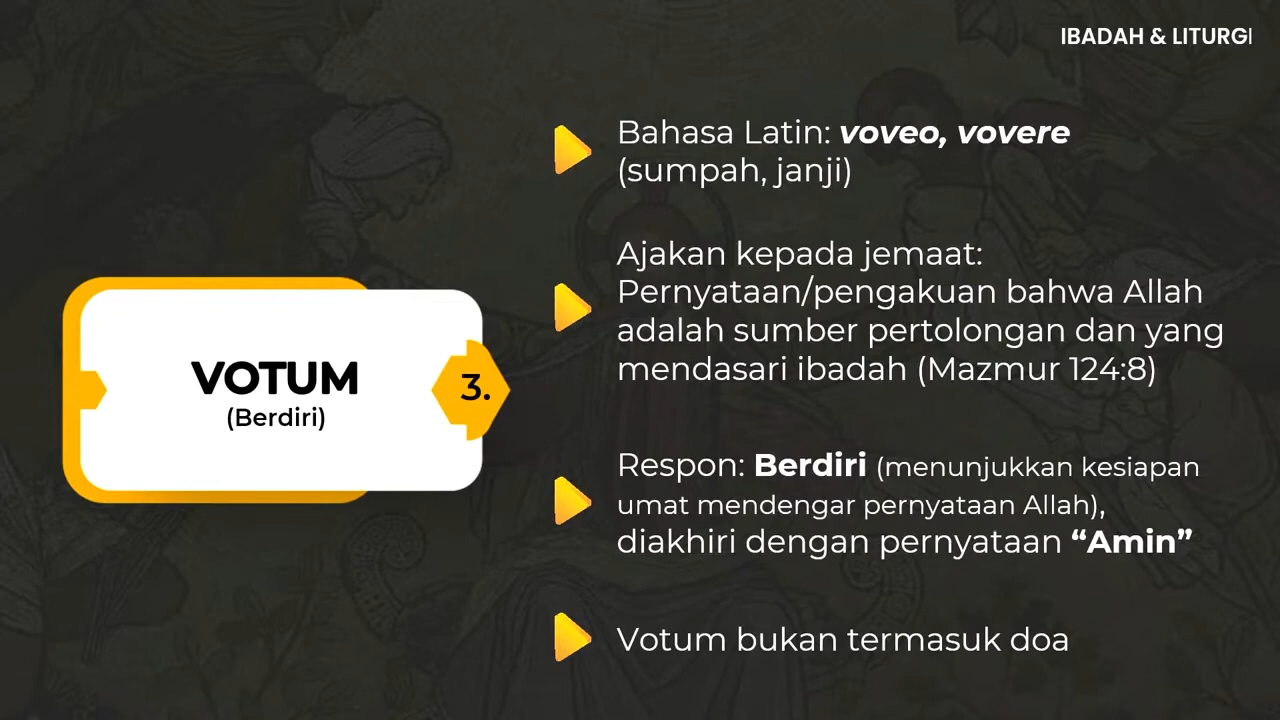 IBADAH & LITURGI
VOTUM
(Berdiri)
3.
Bahasa Latin: voveo, vovere
(sumpah, janji)
Ajakan kepada jemaat:
Pernyataan/pengakuan bahwa Allah
adalah sumber pertolongan dan yang
mendasari ibadah (Mazmur 124:8)
Respon: Berdiri (menunjukkan kesiapan
umat mendengar pernyataan Allah),
diakhiri dengan pernyataan “Amin”
Votum bukan termasuk doa